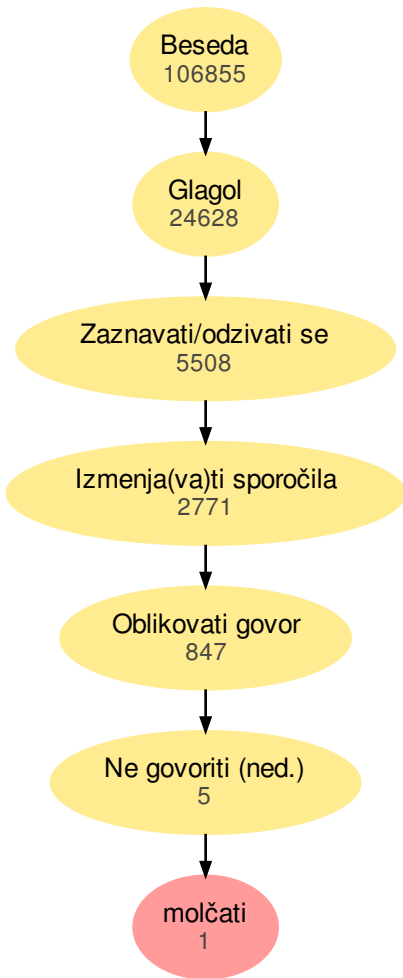 Beseda
106855
Glagol
24628
Zaznavati/odzivati se
5508
Izmenja(va)ti sporočila
2771
Oblikovati govor
847
Ne govoriti (ned.)
5
molčati
1